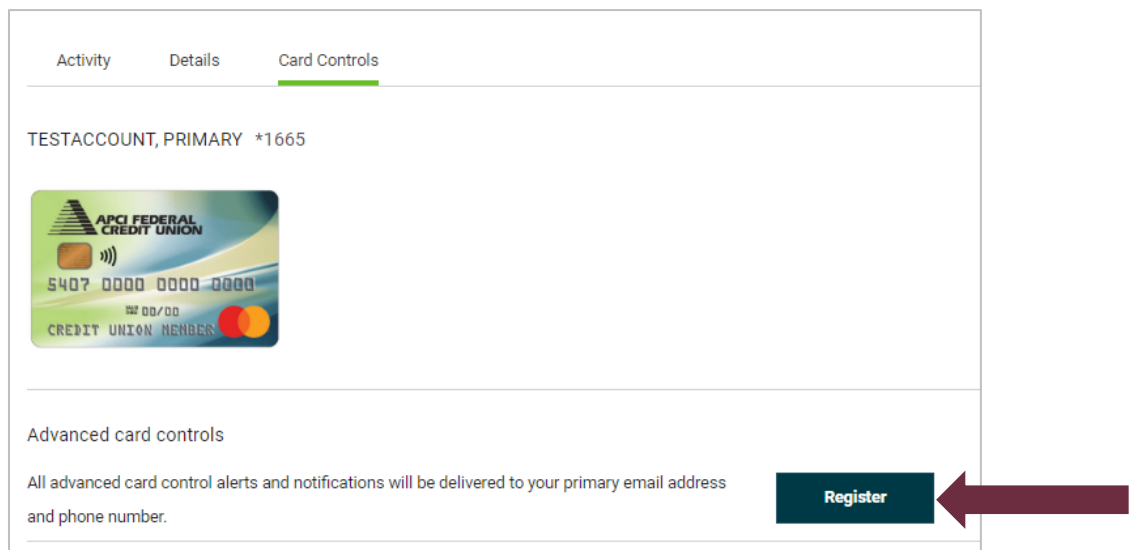 Activity Details Card Controls
TESTACCOUNT, PRIMARY *1665
APCI FEDERAL
CREDIT UNION
5407 0000 0000 0000
00/00
CREDIT UNION MEMBER
Advanced card controls
All advanced card control alerts and notifications will be delivered to your primary email address
and phone number.
Register